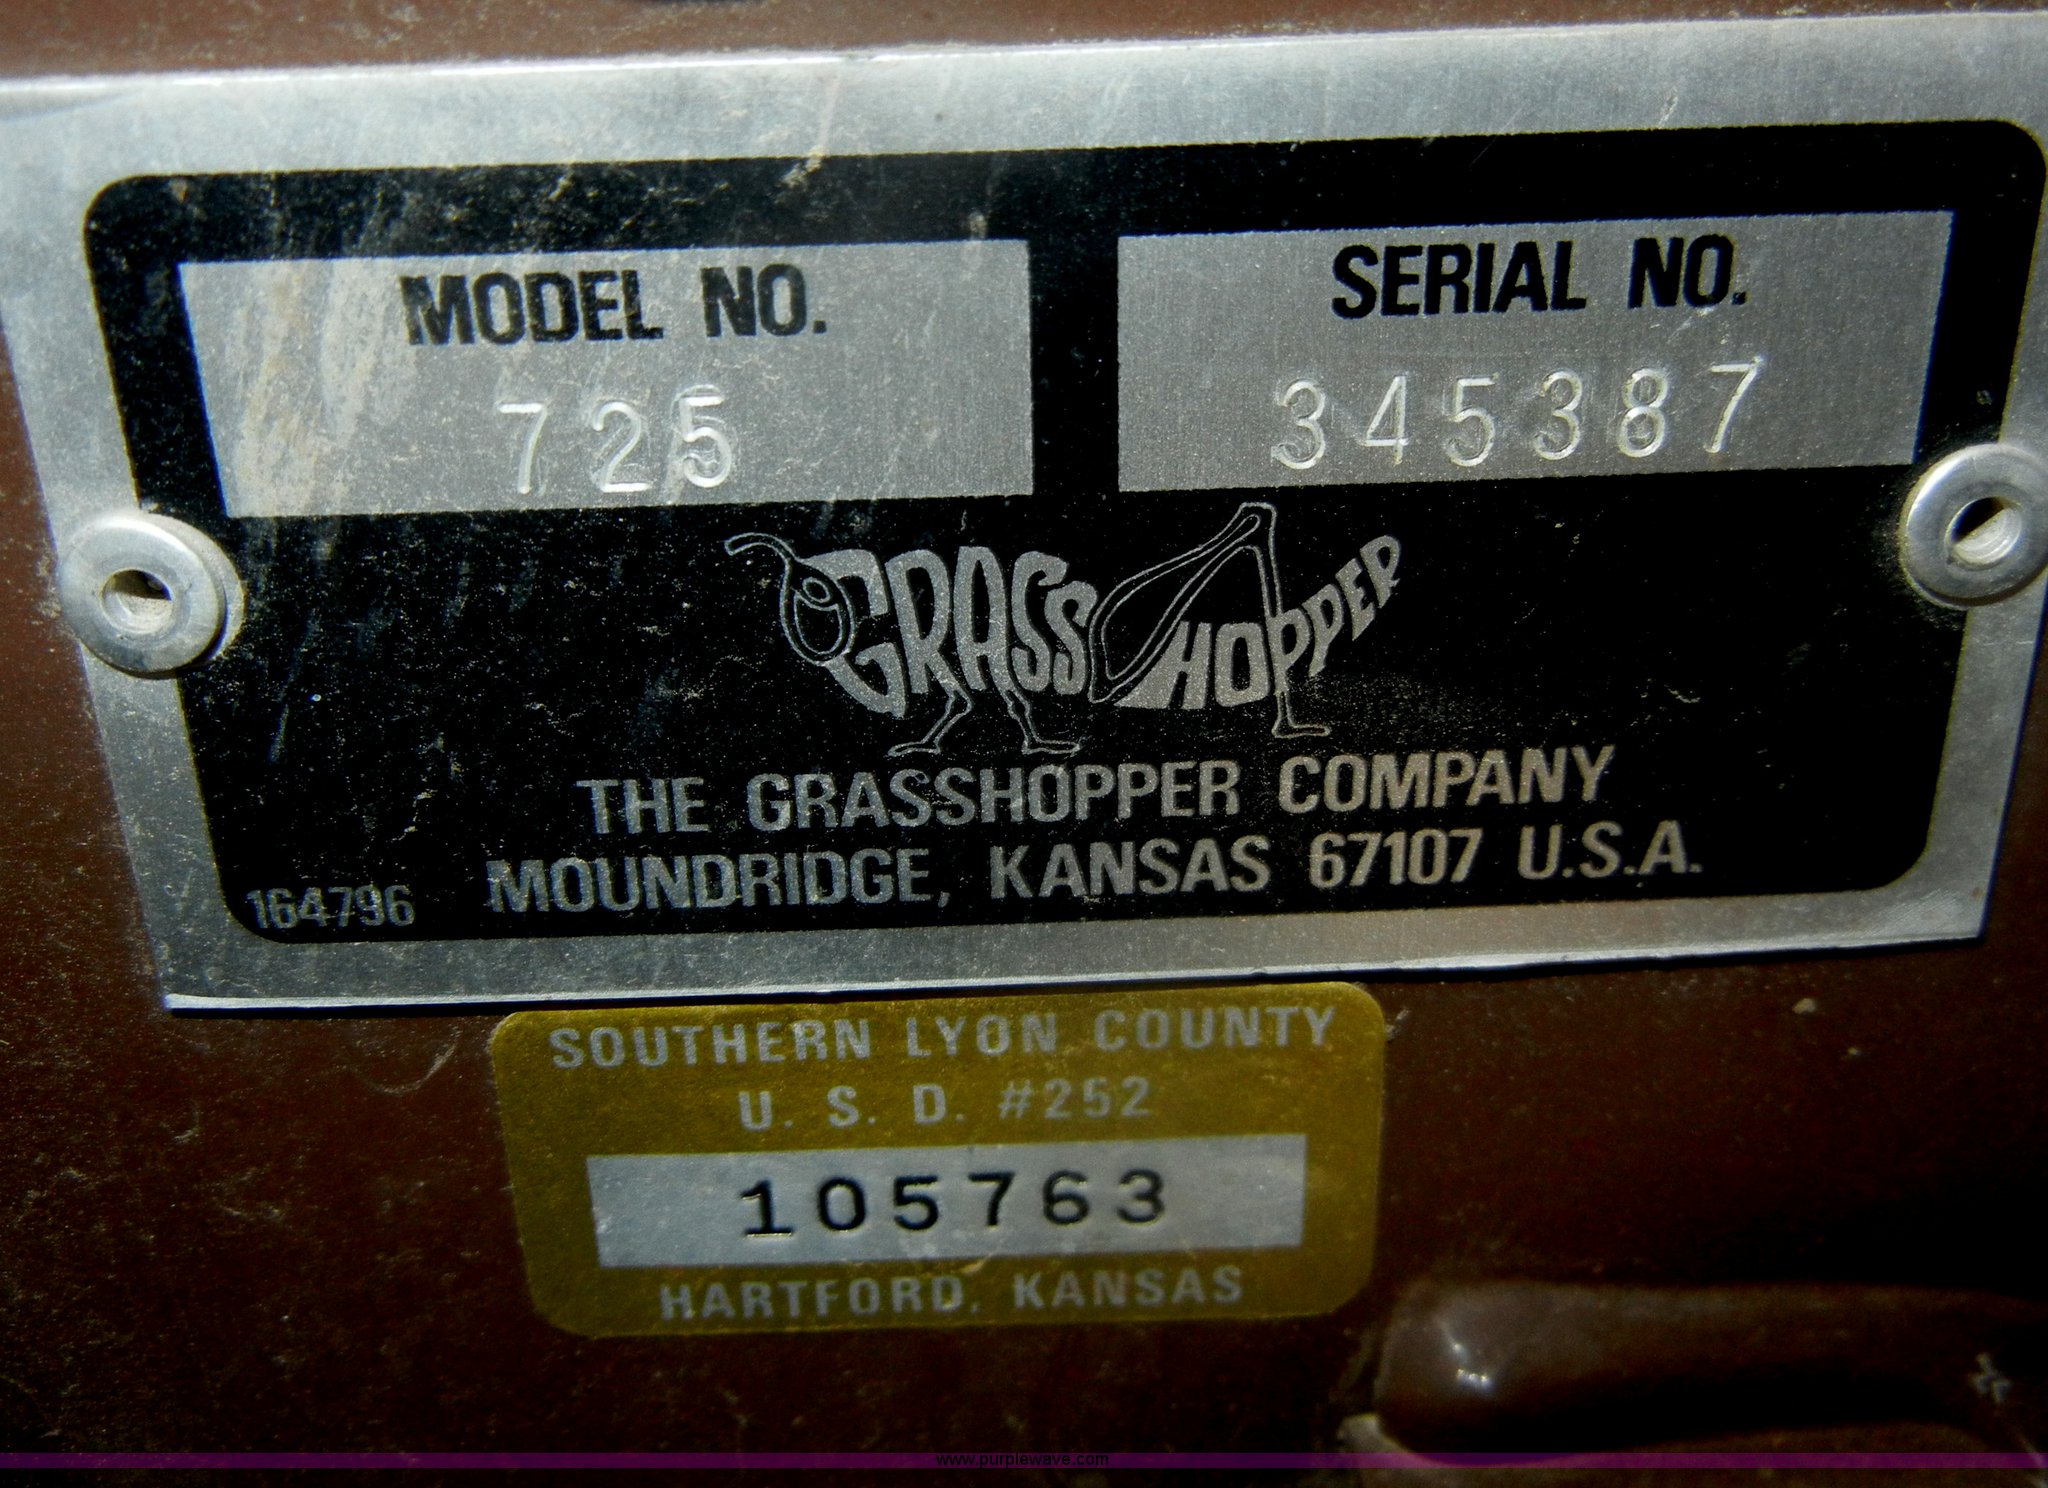 MODEL NO.
725
SERIAL NO.
345387
GRASSHOPPER
THE GRASSHOPPER COMPANY
MOUNDRIDGE, KANSAS 67107 U.S.A.
164796
SOUTHERN LYON COUNTY
U. S. D. #252
105763
HARTFORD, KANSAS
www.purplewave.com